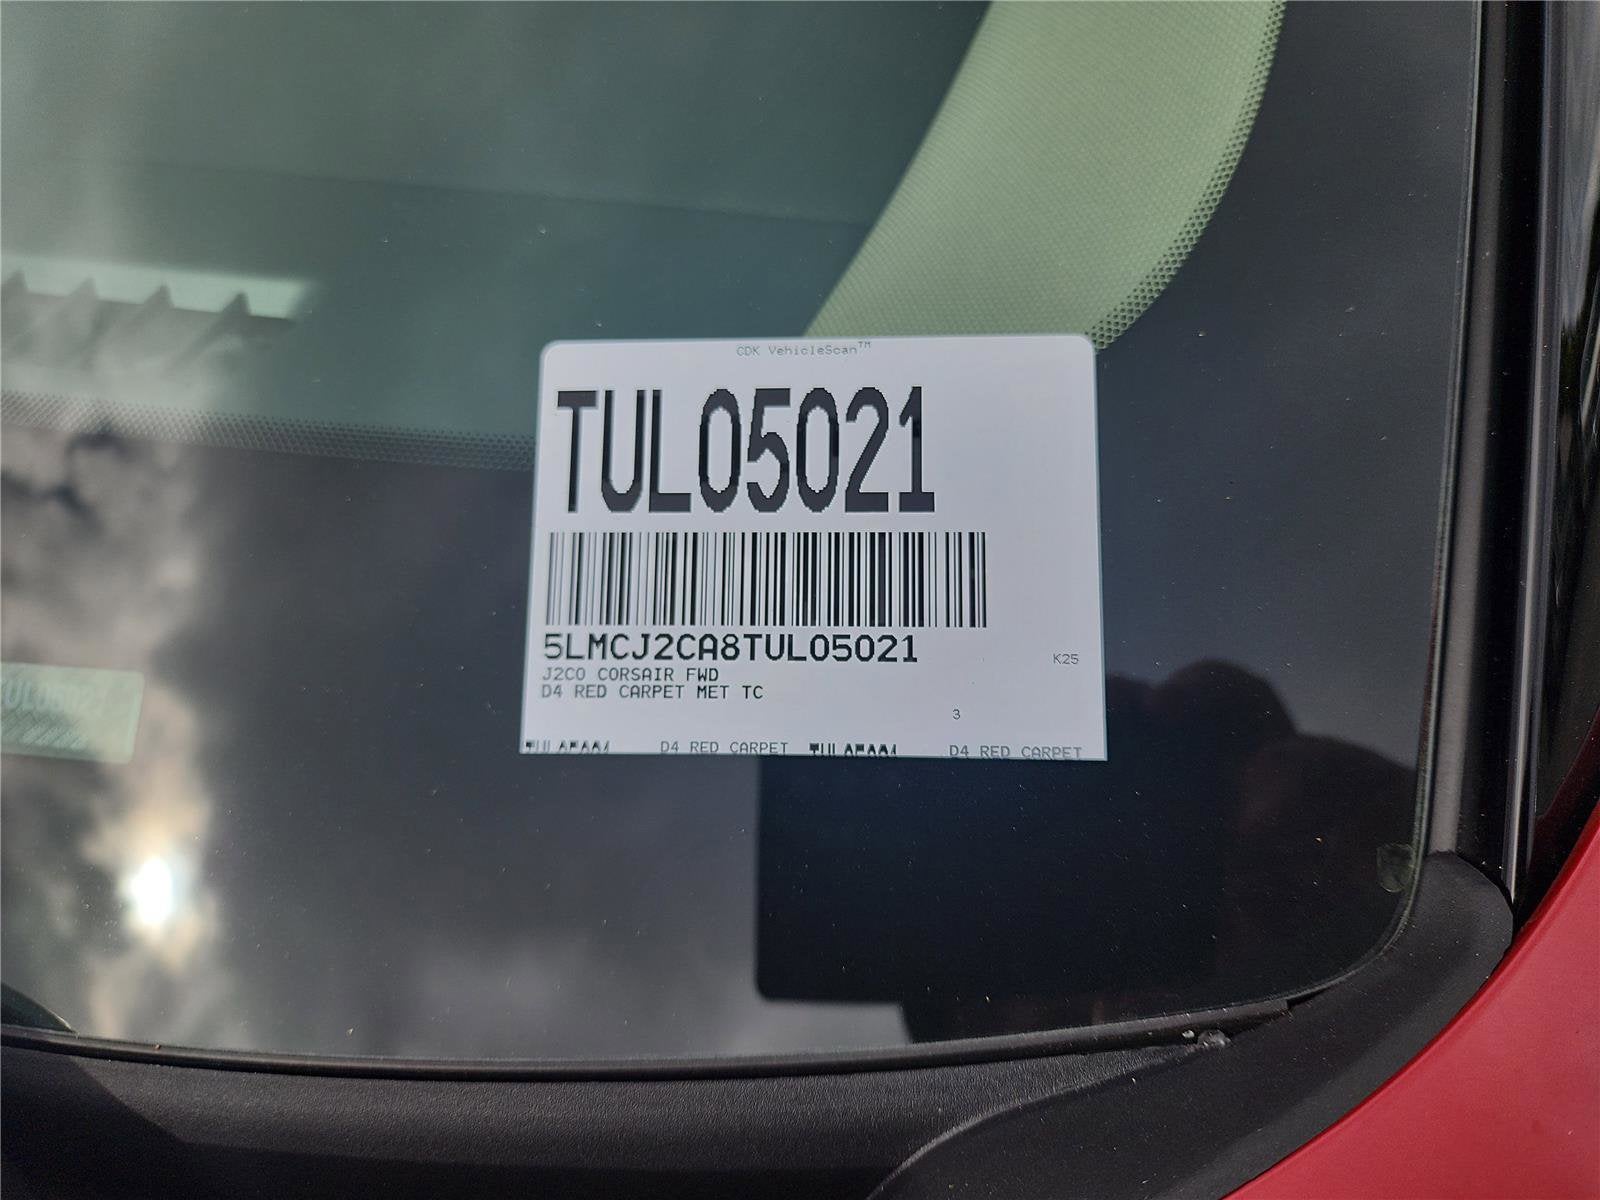 CDK VehicleScan™
TUL05021
5LMCJ2CA8TUL05021
K25
J2C0 CORSAIR FWD
D4 RED CARPET MET TC
3
D4 RED CARPET
D4 RED CARPET